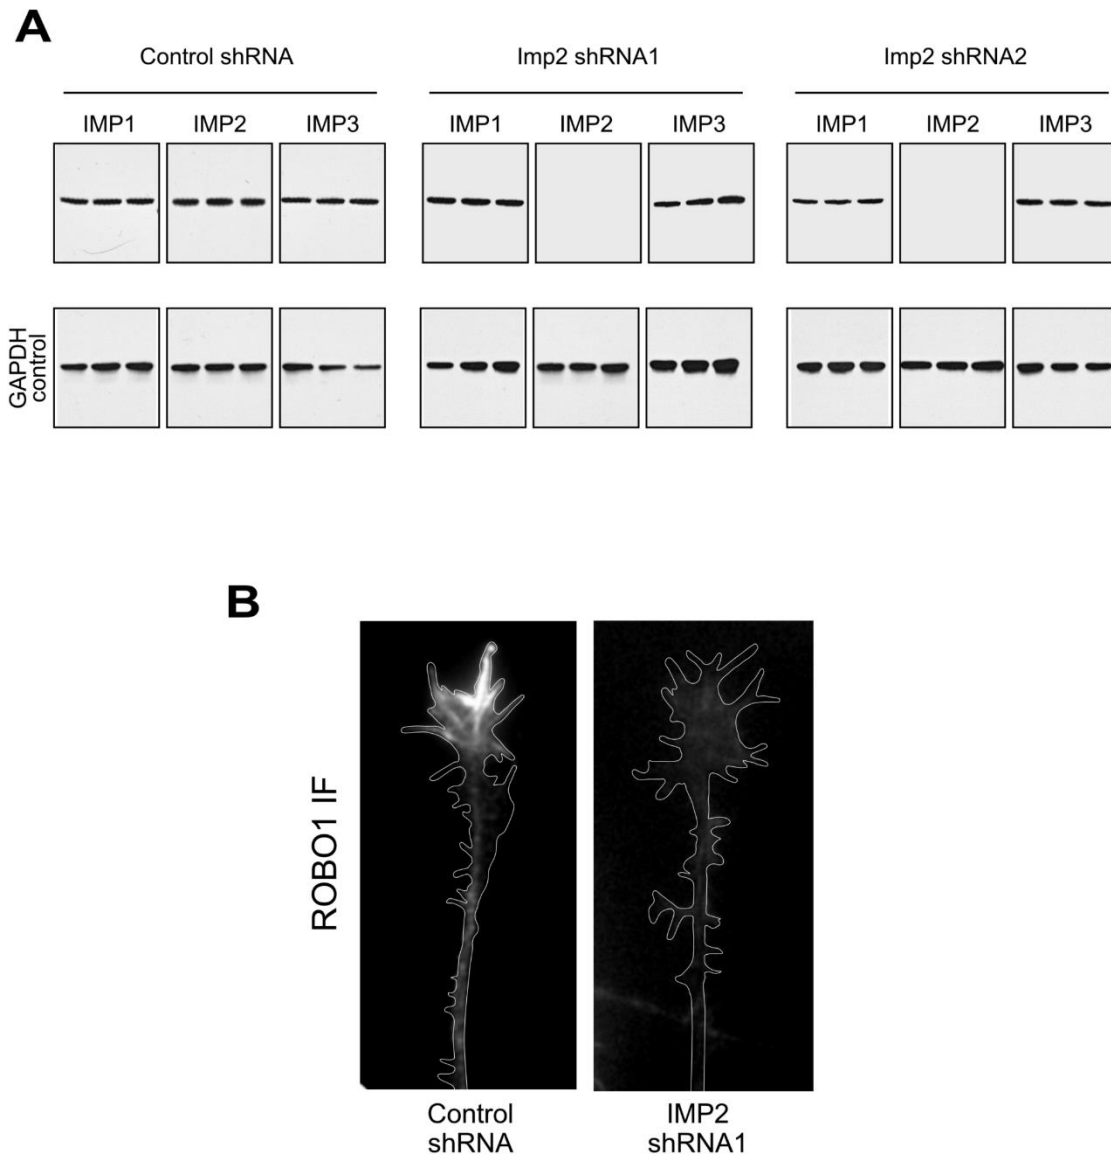 A
Control shRNA
Imp2 shRNA1
Imp2 shRNA2
IMP1 IMP2 IMP3
IMP1 IMP2 IMP3
IMP1 IMP2 IMP3
GAPDH
control
B
ROBO1 IF
Control
shRNA
IMP2
shRNA1